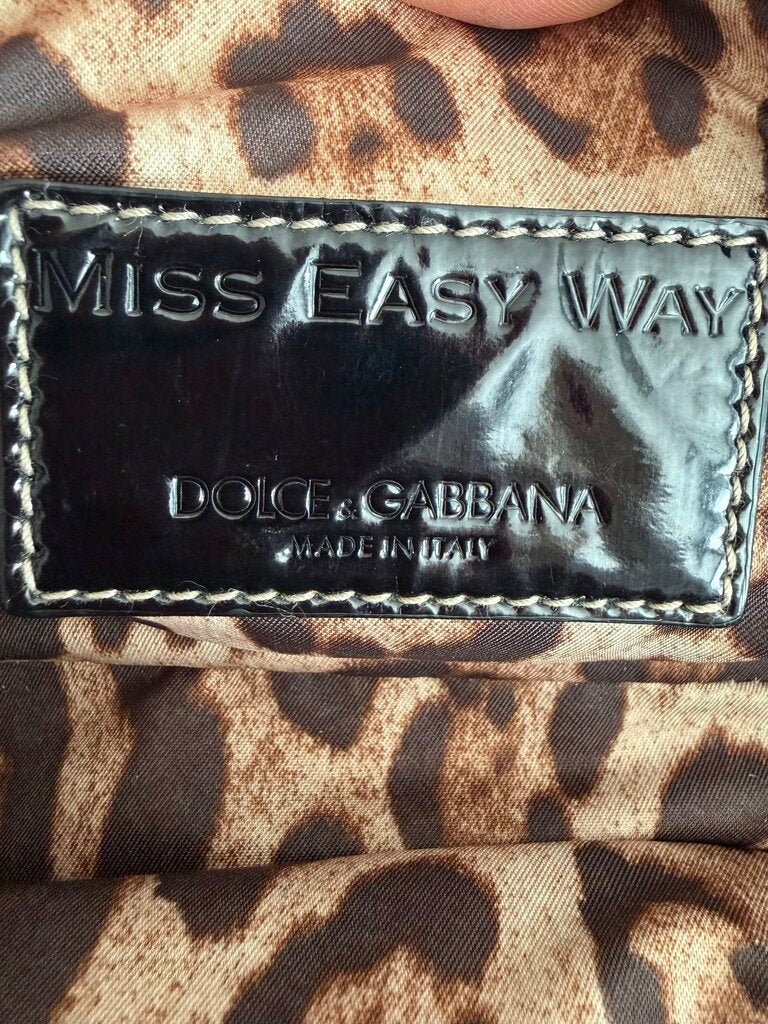 MISS EASY WAY
DOLCE & GABBANA
MADE IN ITALY